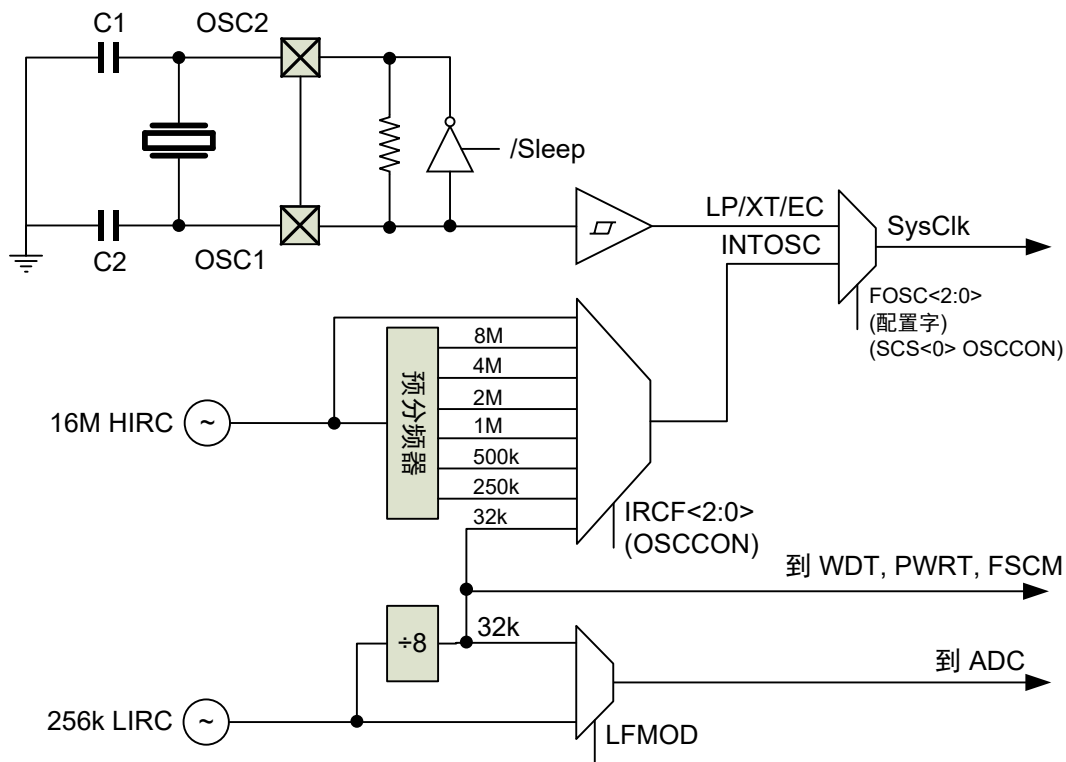 C1
OSC2
/Sleep
C2
OSC1
LP/XT/EC
INTOSC
SysClk
FOSC<2:0>
(配置字)
(SCS<0> OSCCON)
16M HIRC
~
预分频器
8M
4M
2M
1M
500k
250k
32k
IRCF<2:0>
(OSCCON)
到 WDT, PWRT, FSCM
÷8
32k
到 ADC
256k LIRC
~
LFMOD